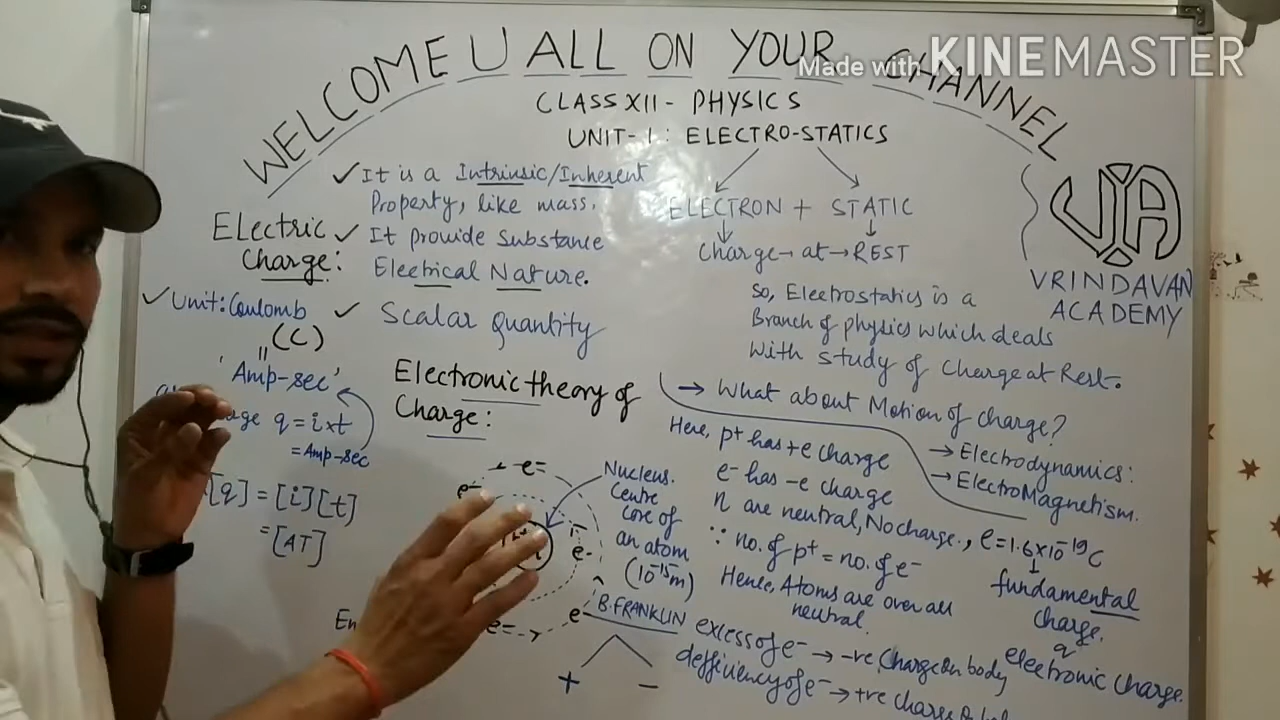 WELCOME U ALL ON YOUR CHANNEL
Made with KINEMASTER
CLASS XII - PHYSICS
UNIT-1: ELECTRO-STATICS
ELECTRON + STATIC
Charge → at → REST
So, Electrostatics is a
Branch of physics which deals
With study of Charge at Rest.
→ What about Motion of charge?
→ Electrodynamics:
→ ElectroMagnetism.
VRINDAVAN
ACADEMY
Electric
Charge:
✓ It is a Intrinsic/Inherent
Property, like mass.
✓ It provide Substance
Electrical Nature.
✓ Scalar quantity
✓ Unit: Coulomb
(C)
"
'Amp-sec'
q = i×t
= Amp-sec
[q] = [i][t]
= [AT]
Electronic theory of
Charge:
e-
e-
e-
e-
e-
Nucleus.
Centre
Core of
an atom
(10⁻¹⁵m)
Here, p⁺ has +e charge
e⁻ has -e charge
n are neutral, No charge.,
e = 1.6×10⁻¹⁹C
fundamental
charge.
electronic charge.
∵ no. of p⁺ = no. of e⁻
Hence, Atoms are over all
neutral.
B. FRANKLIN
+ -
excess of e⁻ → -ve Charge on body
defficiency of e⁻ → +ve charge